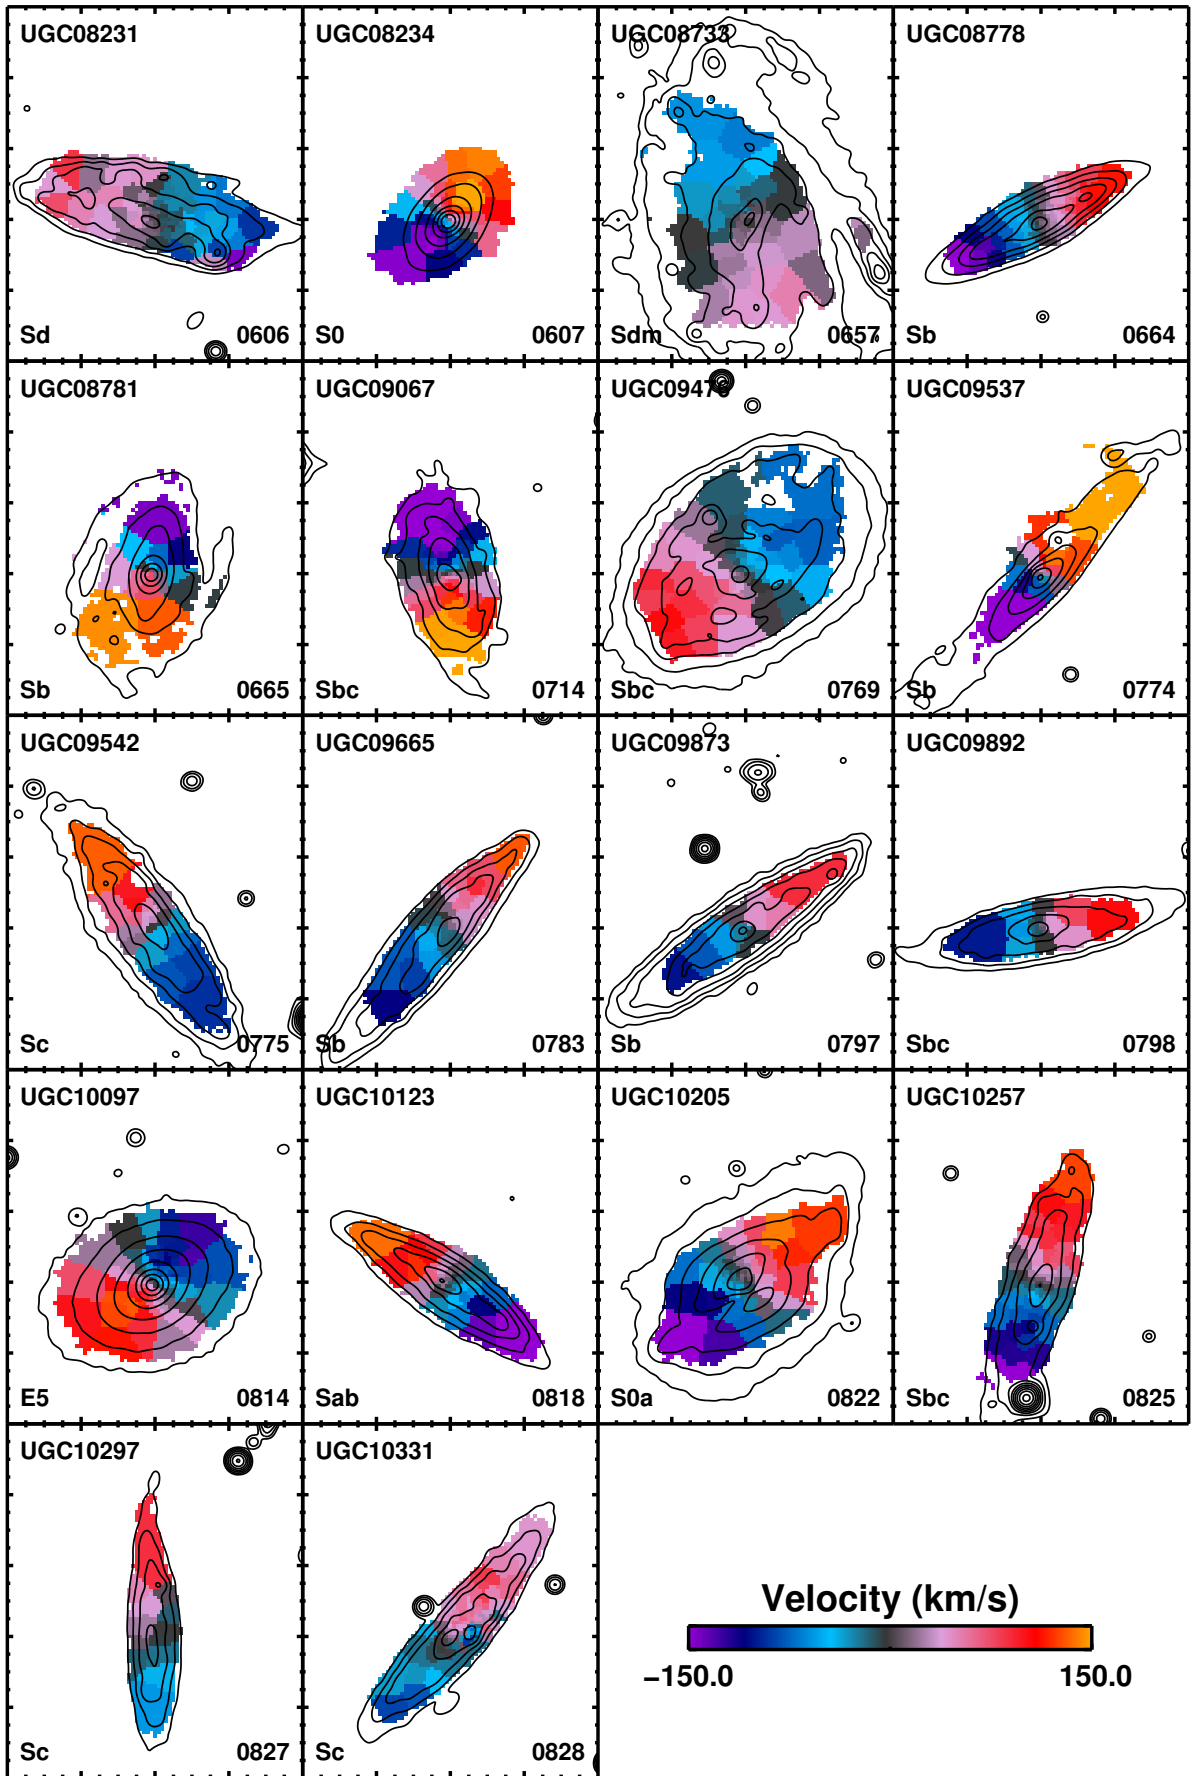 UGC08231 UGC08234 UGC08733 UGC08778
Sd 0606 S0 0607 Sdm 0657 Sb 0664
UGC08781 UGC09067 UGC09476 UGC09537
Sb 0665 Sbc 0714 Sbc 0769 Sb 0774
UGC09542 UGC09665 UGC09873 UGC09892
Sc 0775 Sb 0783 Sb 0797 Sbc 0798
UGC10097 UGC10123 UGC10205 UGC10257
E5 0814 Sab 0818 S0a 0822 Sbc 0825
UGC10297 UGC10331
Velocity (km/s)
−150.0 150.0
Sc 0827 Sc 0828